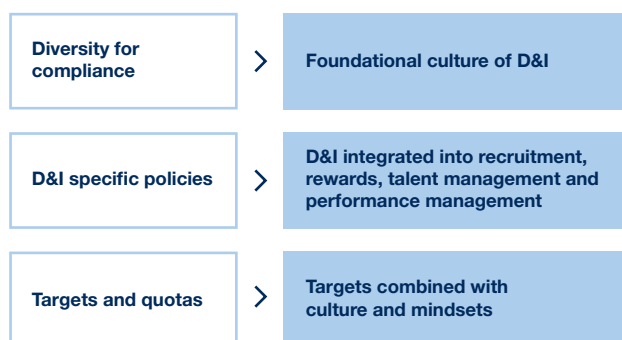 Diversity for
compliance
Foundational culture of D&I
D&I specific policies
D&I integrated into recruitment,
rewards, talent management and
performance management
Targets and quotas
Targets combined with
culture and mindsets